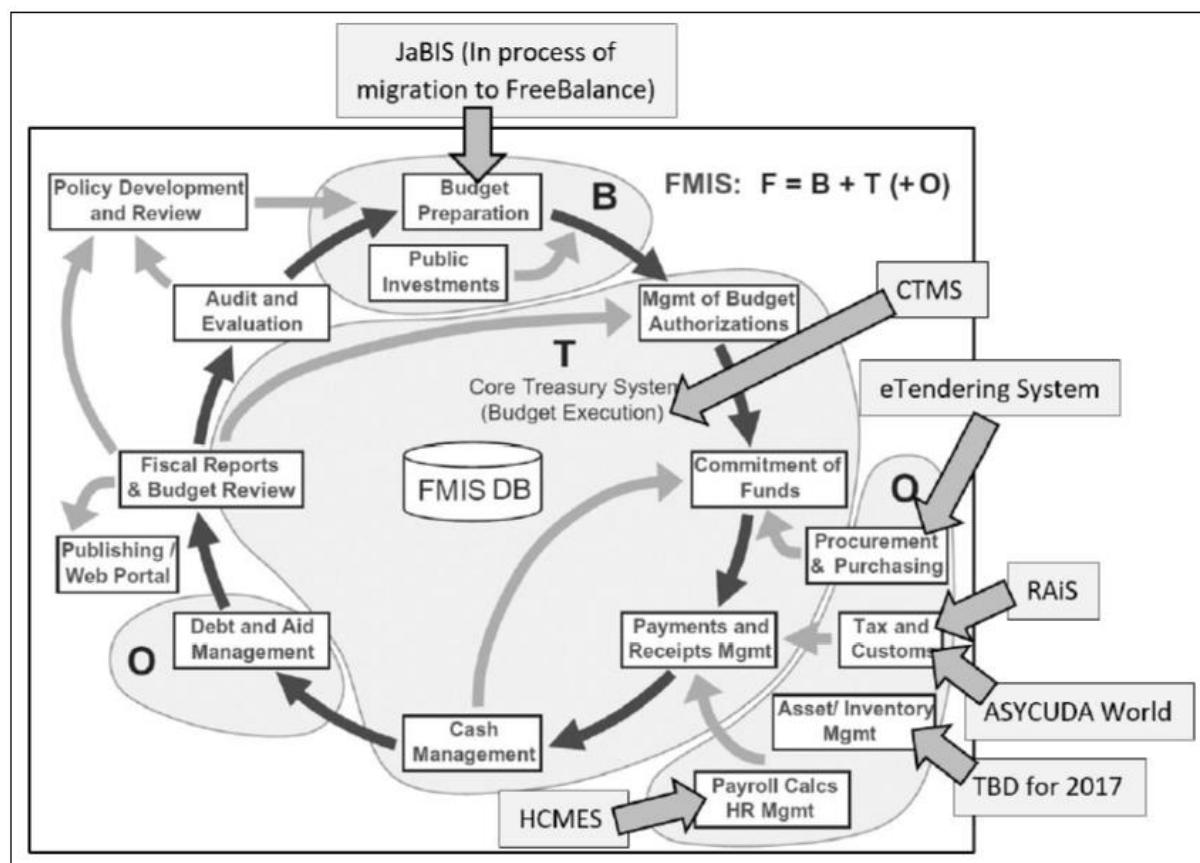 JaBIS (In process of
migration to FreeBalance)
Policy Development
and Review
Budget
Preparation
B
FMIS: F = B + T (+ O)
Public
Investments
CTMS
Audit and
Evaluation
Mgmt of Budget
Authorizations
T
Core Treasury System
(Budget Execution)
eTendering System
Fiscal Reports
& Budget Review
FMIS DB
Commitment of
Funds
O
Publishing /
Web Portal
Procurement
& Purchasing
RAiS
Debt and Aid
Management
O
Payments and
Receipts Mgmt
Tax and
Customs
ASYCUDA World
Cash
Management
Asset/ Inventory
Mgmt
TBD for 2017
HCMES
Payroll Calcs
HR Mgmt